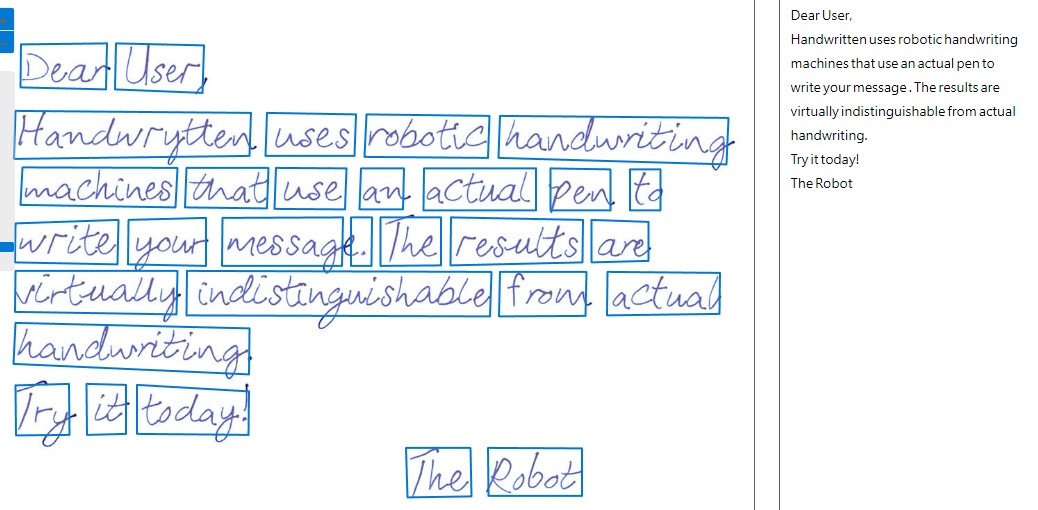 Dear User,
Handwrytten uses robotic handwriting
machines that use an actual pen to
write your message. The results are
virtually indistinguishable from actual
handwriting.
Try it today!
The Robot
Dear User,
Handwritten uses robotic handwriting
machines that use an actual pen to
write your message. The results are
virtually indistinguishable from actual
handwriting.
Try it today!
The Robot